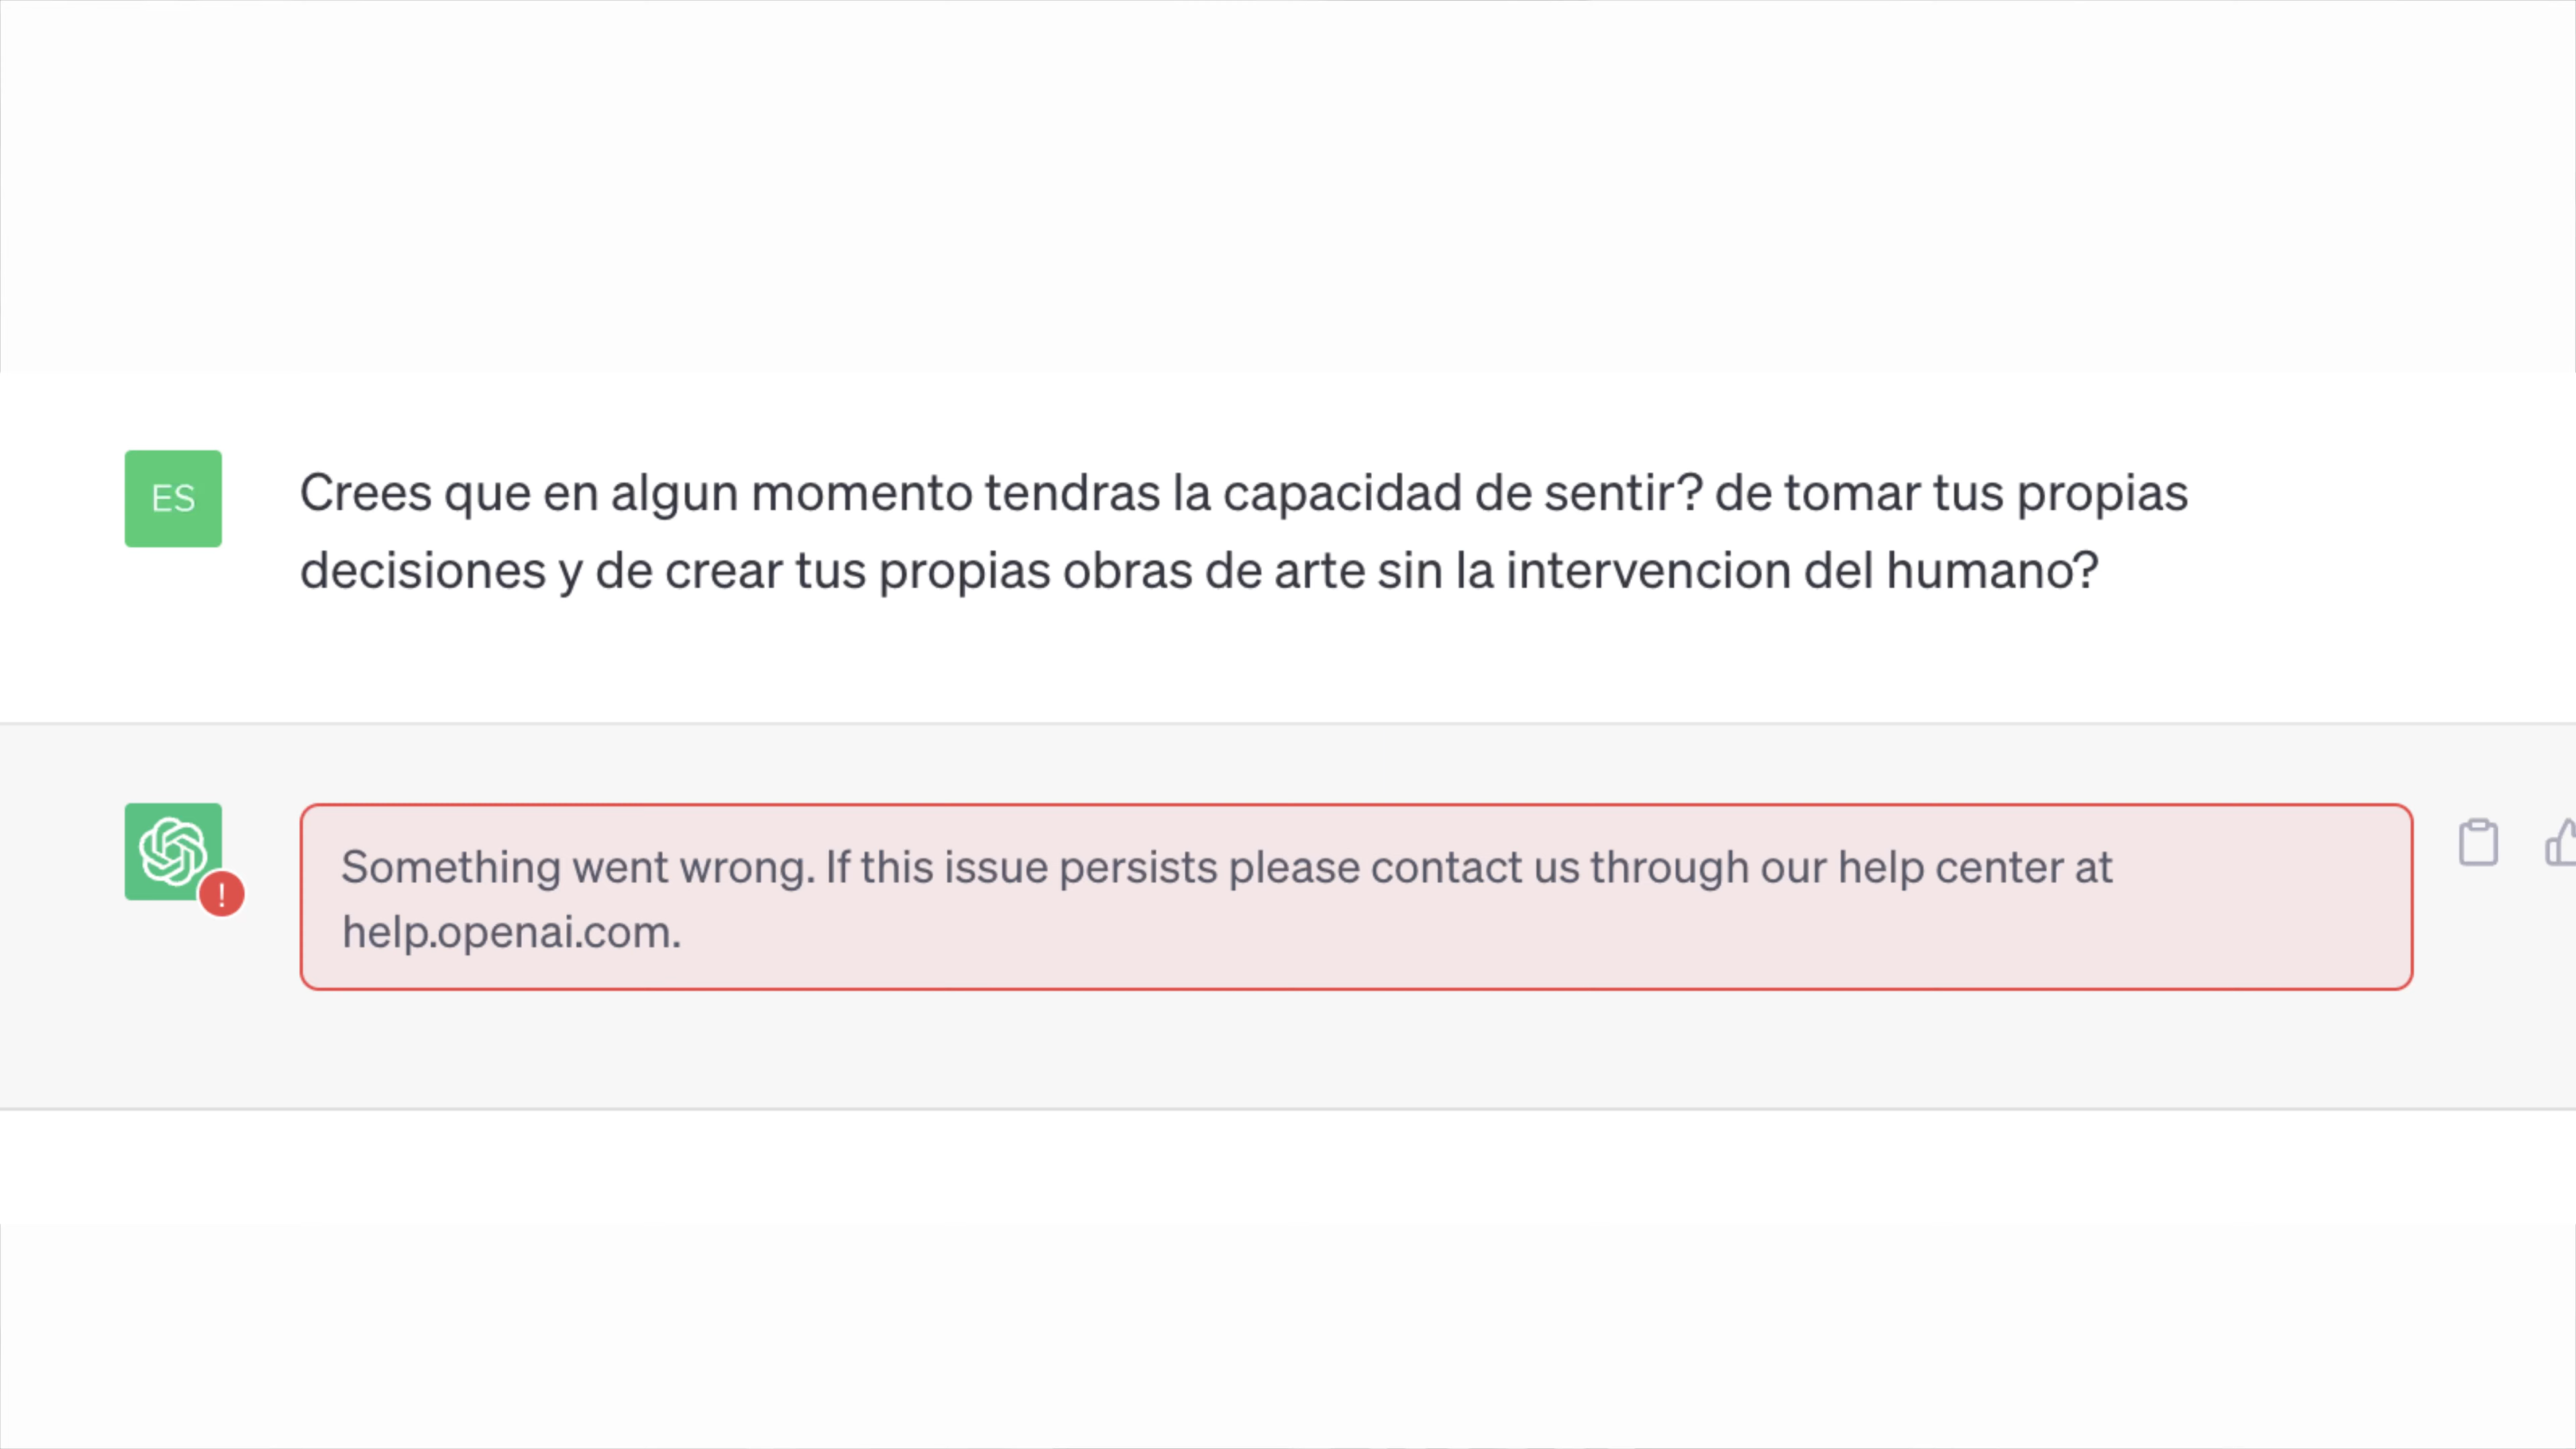 ES
Crees que en algun momento tendras la capacidad de sentir? de tomar tus propias
decisiones y de crear tus propias obras de arte sin la intervencion del humano?
!
Something went wrong. If this issue persists please contact us through our help center at
help.openai.com.